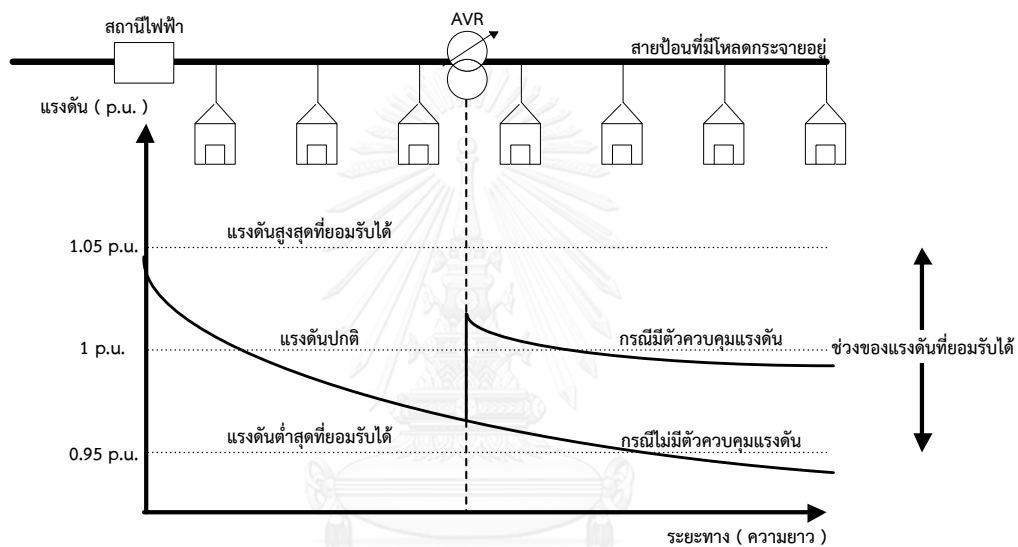 สถานีไฟฟ้า
AVR
สายป้อนที่มีโหลดกระจายอยู่
แรงดัน ( p.u. )
แรงดันสูงสุดที่ยอมรับได้
1.05 p.u.
แรงดันปกติ
กรณีมีตัวควบคุมแรงดัน
1 p.u.
ช่วงของแรงดันที่ยอมรับได้
แรงดันต่ำสุดที่ยอมรับได้
กรณีไม่มีตัวควบคุมแรงดัน
0.95 p.u.
ระยะทาง ( ความยาว )